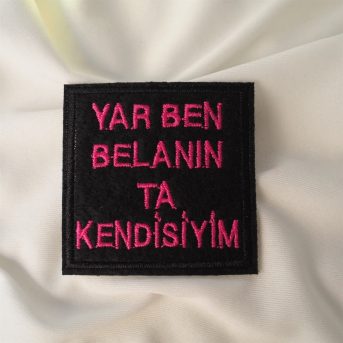 YAR BEN
BELANIN
TA
KENDİSİYİM